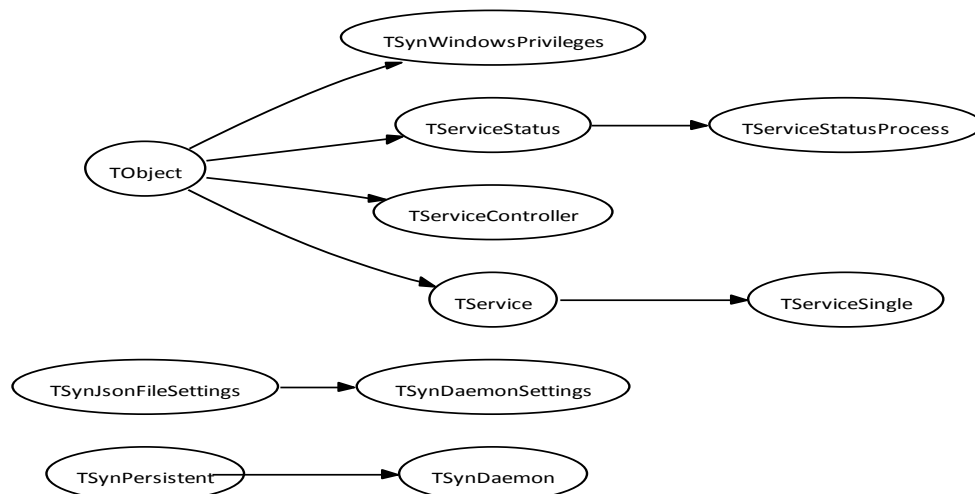 TSynWindowsPrivileges
TServiceStatus
TServiceStatusProcess
TObject
TServiceController
TService
TServiceSingle
TSynJsonFileSettings
TSynDaemonSettings
TSynPersistent
TSynDaemon